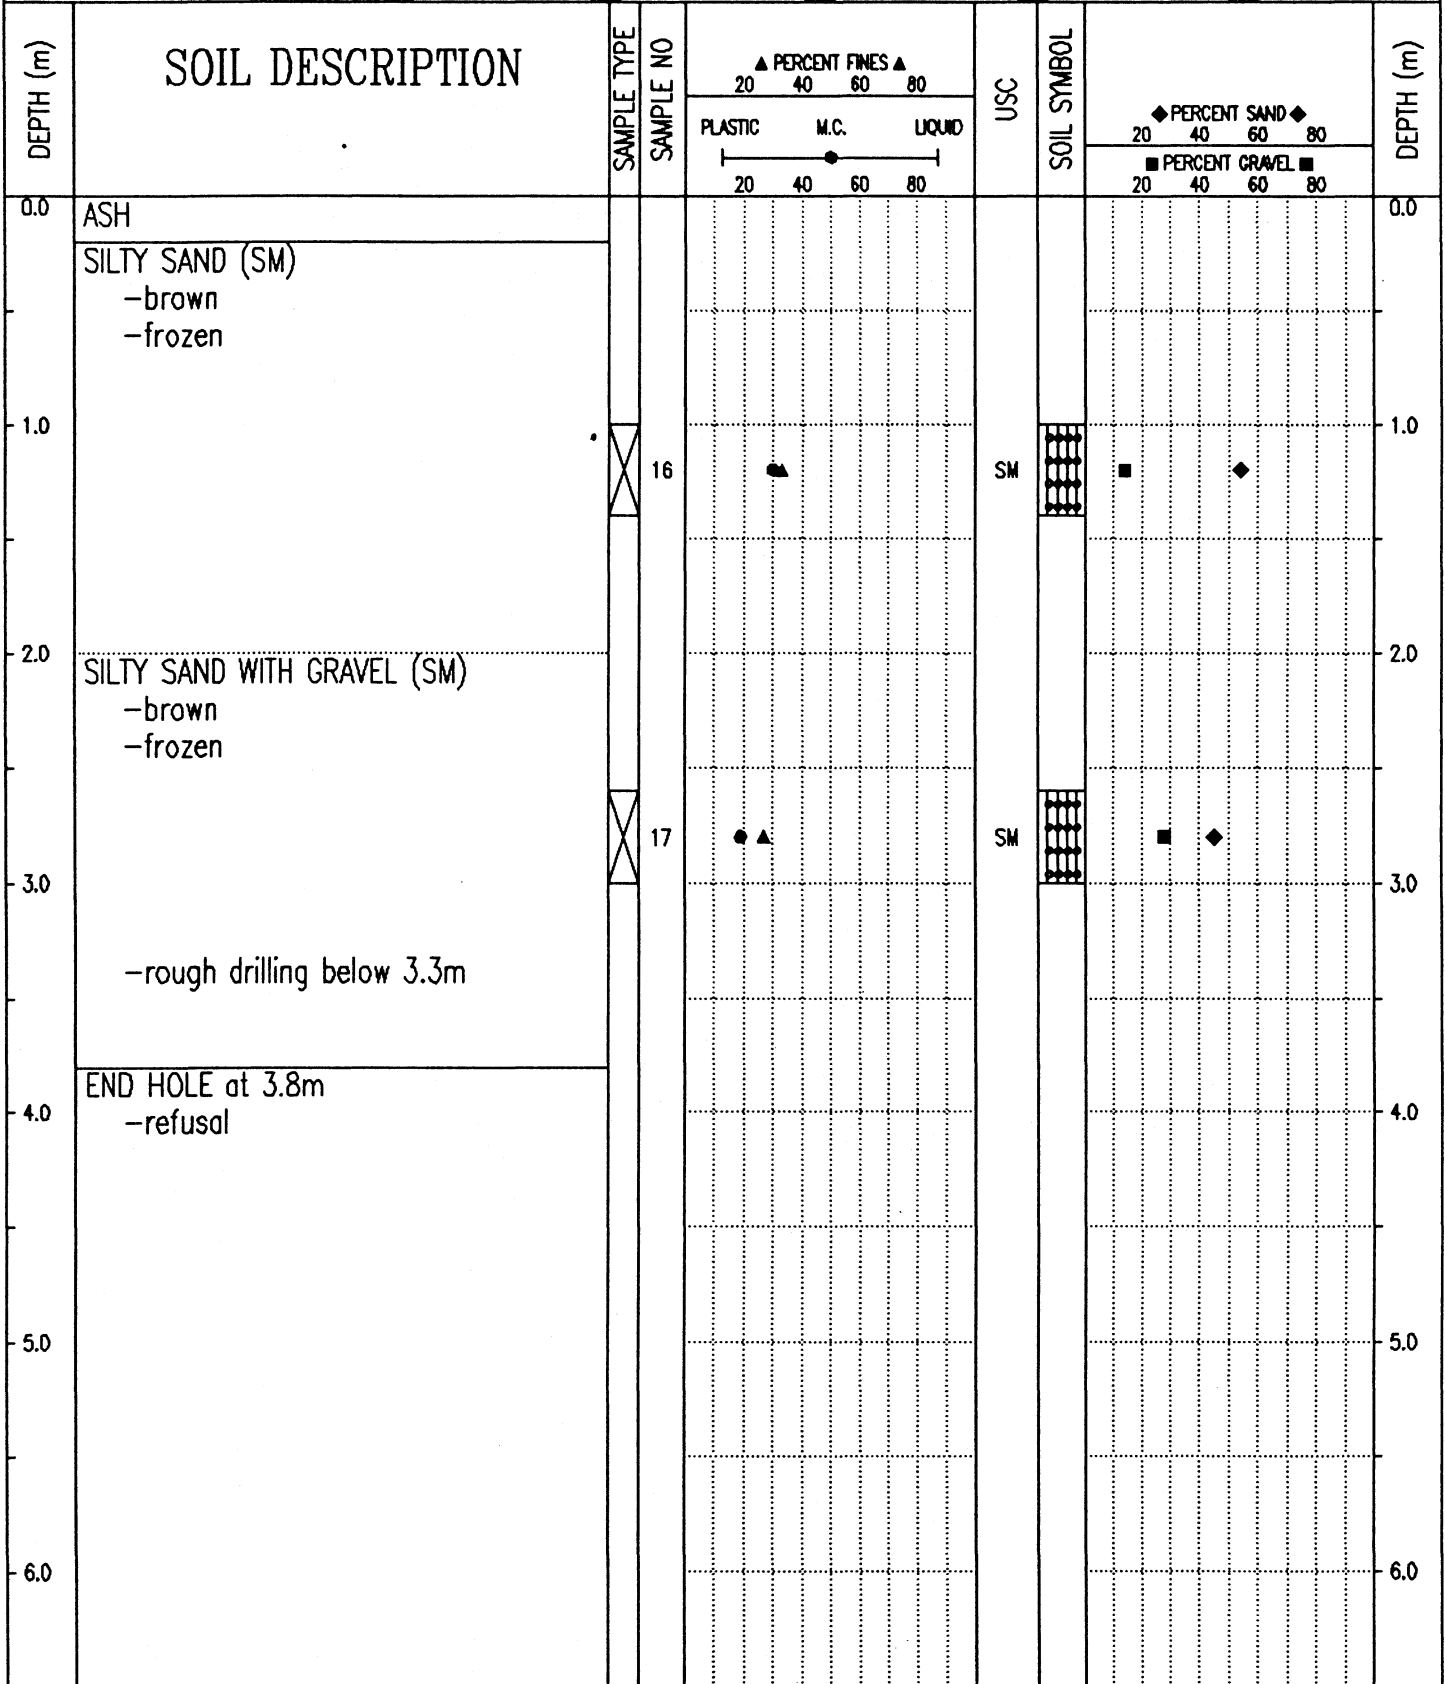 DEPTH (m)
SOIL DESCRIPTION
SAMPLE TYPE
SAMPLE NO
▲ PERCENT FINES ▲
20 40 60 80
PLASTIC M.C. LIQUID
20 40 60 80
USC
SOIL SYMBOL
◆ PERCENT SAND ◆
20 40 60 80
■ PERCENT GRAVEL ■
20 40 60 80
DEPTH (m)
0.0 0.0
ASH
SILTY SAND (SM)
-brown
-frozen
1.0 1.0
16 SM
2.0 2.0
SILTY SAND WITH GRAVEL (SM)
-brown
-frozen
17 SM
3.0 3.0
-rough drilling below 3.3m
END HOLE at 3.8m
4.0 4.0
-refusal
5.0 5.0
6.0 6.0